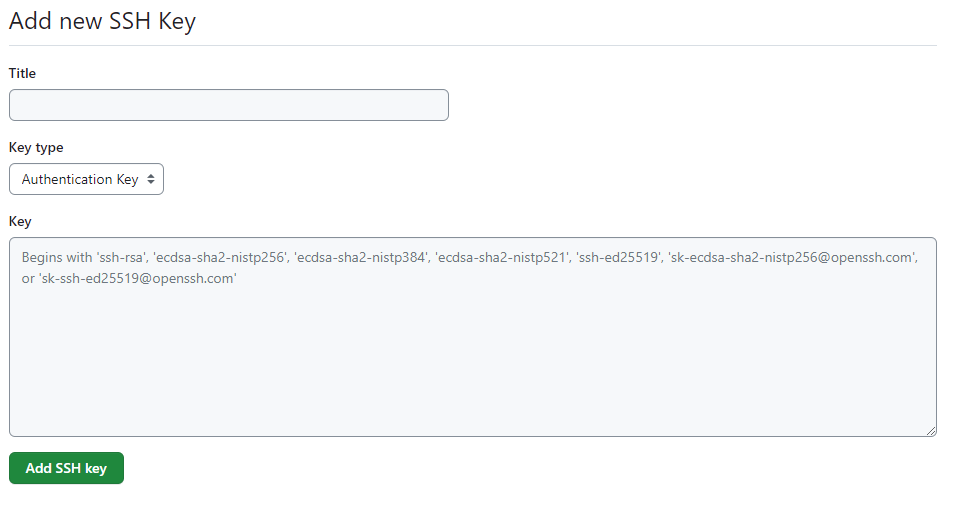 Add new SSH Key
Title
Key type
Authentication Key
Key
Begins with 'ssh-rsa', 'ecdsa-sha2-nistp256', 'ecdsa-sha2-nistp384', 'ecdsa-sha2-nistp521', 'ssh-ed25519', 'sk-ecdsa-sha2-nistp256@openssh.com',
or 'sk-ssh-ed25519@openssh.com'
Add SSH key